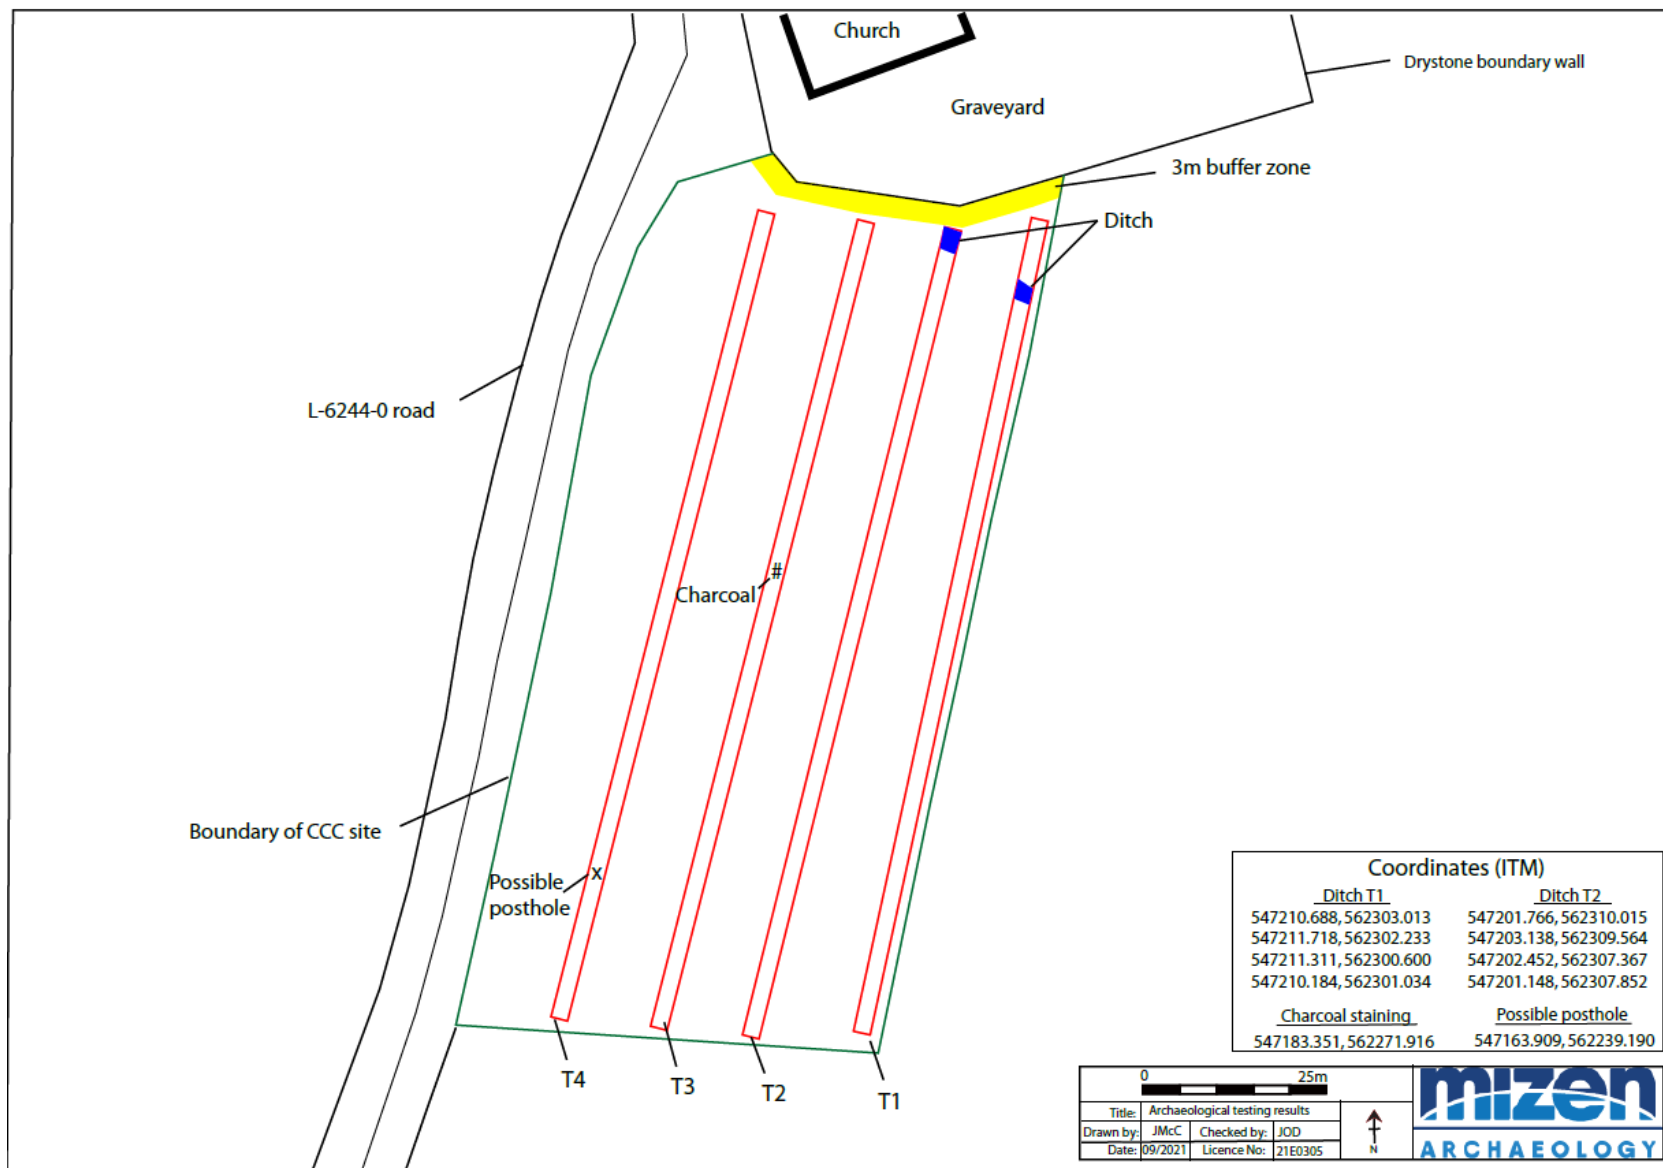 Church
Drystone boundary wall
Graveyard
3m buffer zone
Ditch
L-6244-0 road
#
Charcoal
Boundary of CCC site
x
Possible
posthole
T4
T3
T2
T1
Coordinates (ITM)
Ditch T1 Ditch T2
547210.688, 562303.013 547201.766, 562310.015
547211.718, 562302.233 547203.138, 562309.564
547211.311, 562300.600 547202.452, 562307.367
547210.184, 562301.034 547201.148, 562307.852
Charcoal staining Possible posthole
547183.351, 562271.916 547163.909, 562239.190
0 25m
Title: Archaeological testing results
Drawn by: JMcC Checked by: JOD
Date: 09/2021 Licence No: 21E0305
N
mizen
ARCHAEOLOGY